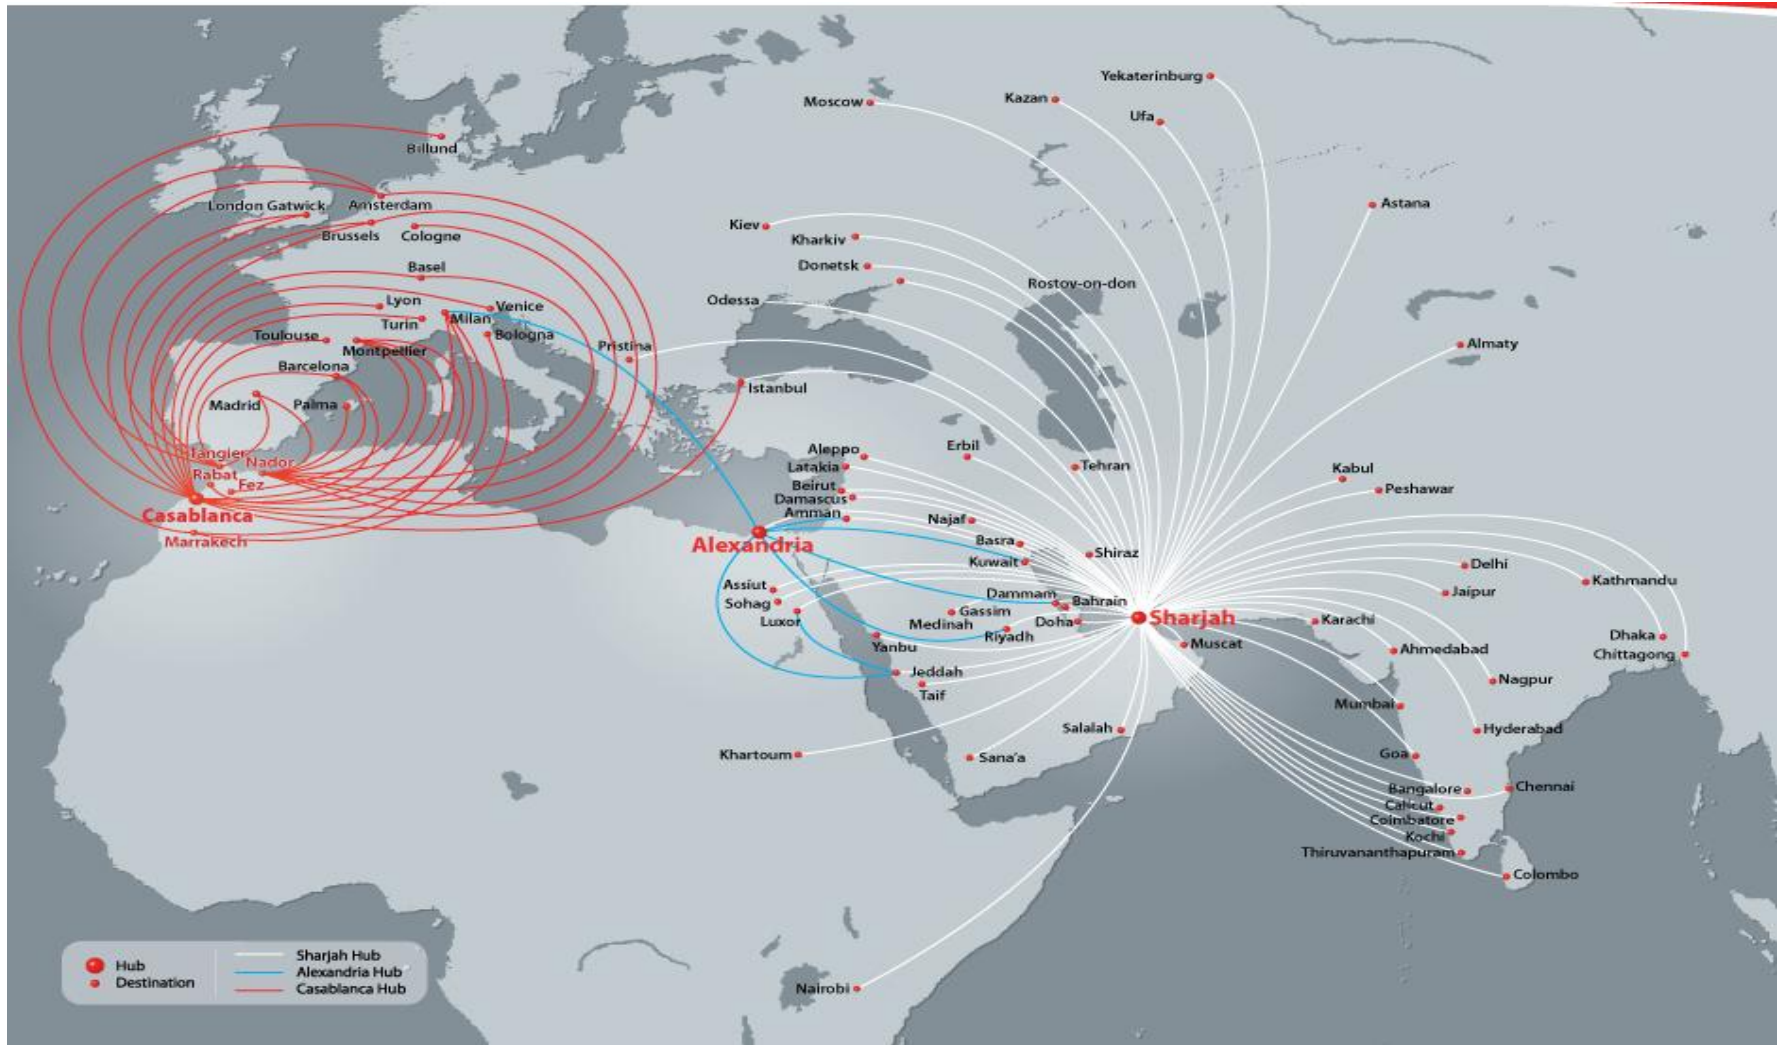 Yekaterinburg
Moscow
Kazan
Ufa
Billund
London Gatwick
Amsterdam
Astana
Brussels
Cologne
Kiev
Kharkiv
Basel
Donetsk
Rostov-on-don
Lyon
Venice
Odessa
Turin
Milan
Toulouse
Bologna
Montpellier
Pristina
Almaty
Barcelona
Istanbul
Madrid
Palma
Tangier
Nador
Aleppo
Erbil
Rabat
Latakia
Tehran
Kabul
Fez
Beirut
Peshawar
Damascus
Casablanca
Amman
Najaf
Marrakech
Alexandria
Basra
Shiraz
Kuwait
Delhi
Assiut
Kathmandu
Sohag
Dammam
Bahrain
Jaipur
Luxor
Gassim
Medinah
Doha
Sharjah
Karachi
Riyadh
Dhaka
Yanbu
Muscat
Ahmedabad
Chittagong
Jeddah
Nagpur
Taif
Mumbai
Salalah
Hyderabad
Khartoum
Sana'a
Goa
Bangalore
Chennai
Calicut
Coimbatore
Kochi
Thiruvananthapuram
Colombo
Nairobi
Hub
Destination
Sharjah Hub
Alexandria Hub
Casablanca Hub